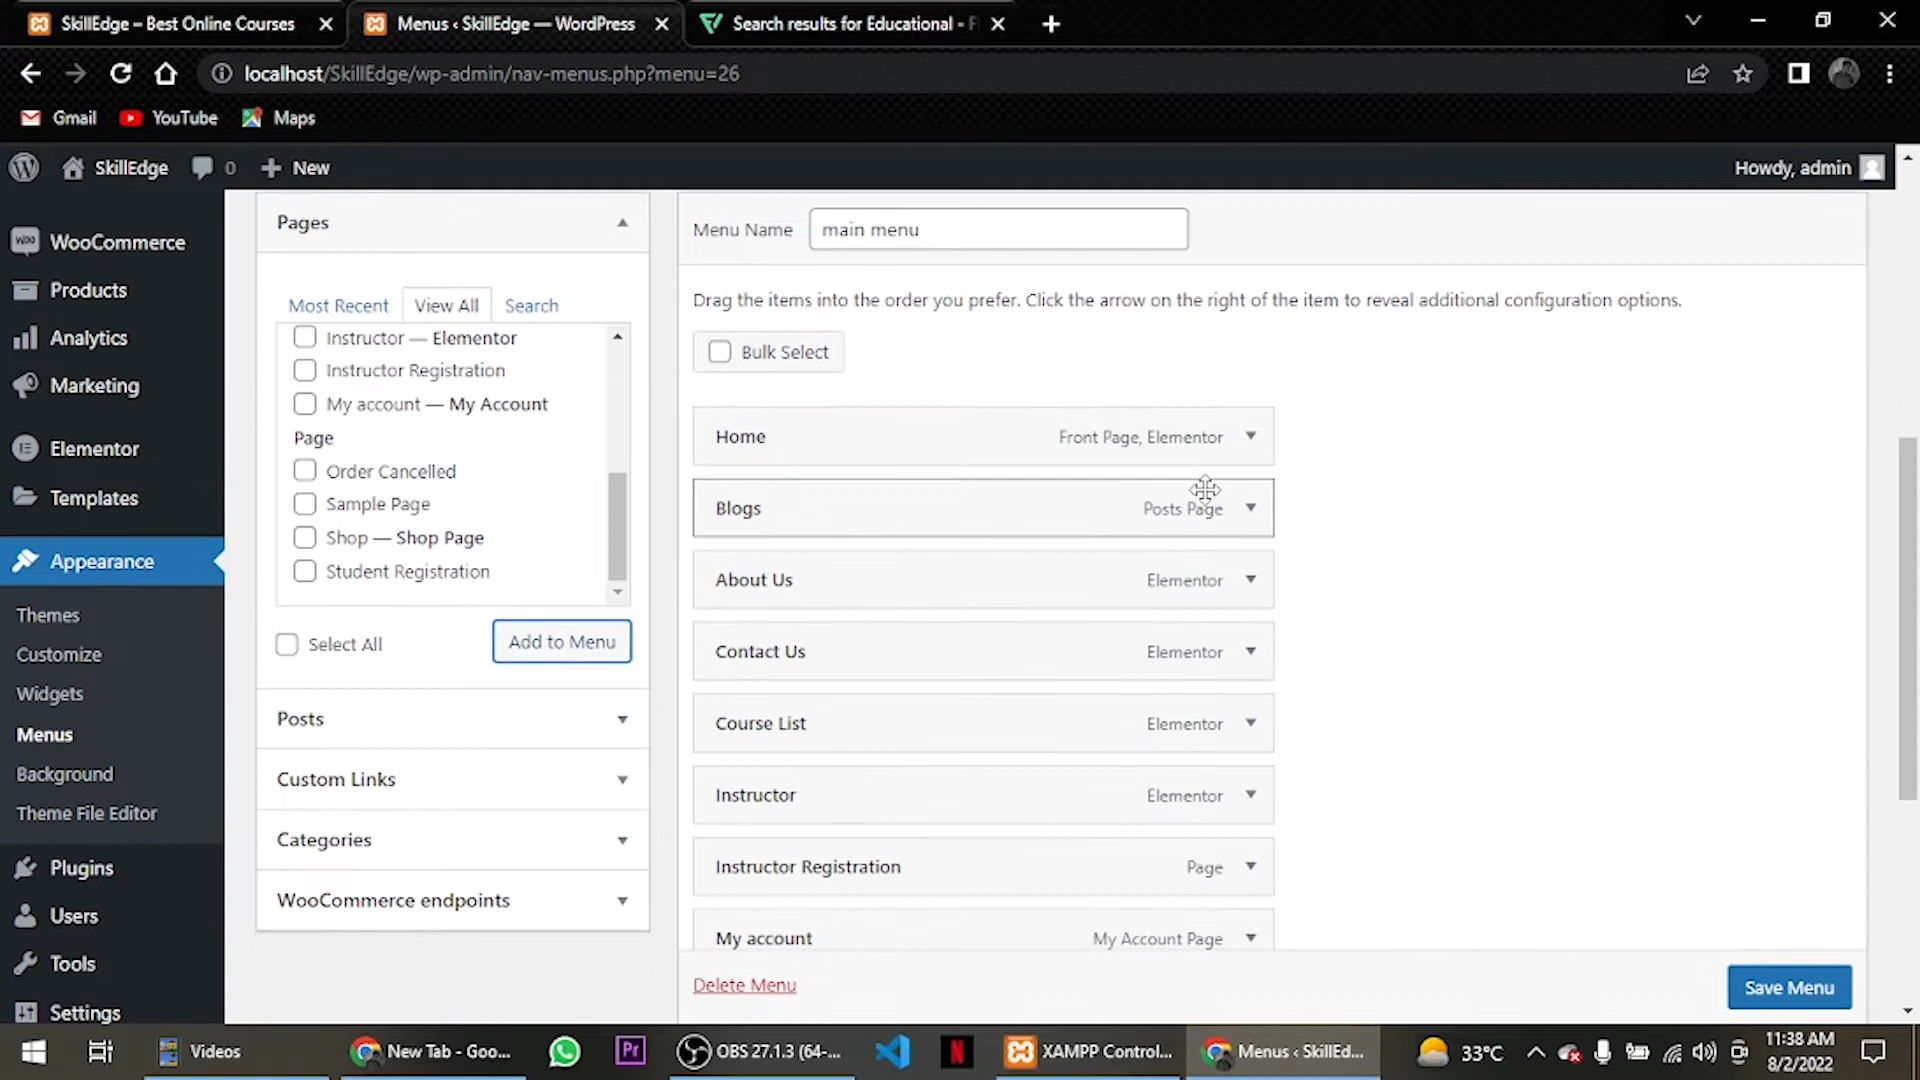 SkillEdge – Best Online Courses
Menus ‹ SkillEdge — WordPress
Search results for Educational -
localhost/SkillEdge/wp-admin/nav-menus.php?menu=26
Gmail
YouTube
Maps
SkillEdge
0
New
Howdy, admin
WooCommerce
Products
Analytics
Marketing
Elementor
Templates
Appearance
Themes
Customize
Widgets
Menus
Background
Theme File Editor
Plugins
Users
Tools
Settings
Pages
Most Recent
View All
Search
Instructor — Elementor
Instructor Registration
My account — My Account
Page
Order Cancelled
Sample Page
Shop — Shop Page
Student Registration
Select All
Add to Menu
Posts
Custom Links
Categories
WooCommerce endpoints
Menu Name
main menu
Drag the items into the order you prefer. Click the arrow on the right of the item to reveal additional configuration options.
Bulk Select
Home
Front Page, Elementor
Blogs
Posts Page
About Us
Elementor
Contact Us
Elementor
Course List
Elementor
Instructor
Elementor
Instructor Registration
Page
My account
My Account Page
Delete Menu
Save Menu
Videos
New Tab - Goo...
Pr
OBS 27.1.3 (64-...
XAMPP Control...
Menus ‹ SkillEd...
33°C
11:38 AM
8/2/2022